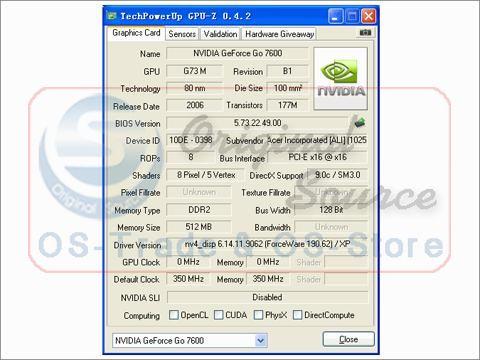 TechPowerUp GPU-Z 0.4.2
Graphics Card Sensors Validation Hardware Giveaway
Name NVIDIA GeForce Go 7600
GPU G73M Revision B1
Technology 80 nm Die Size 100 mm²
NVIDIA
Release Date 2006 Transistors 177M
BIOS Version 5.73.22.49.00
Device ID 10DE - 0398 Subvendor Acer Incorporated [ALI] [1025
ROPs 8 Bus Interface PCI-E x16 @ x16
Shaders 8 Pixel / 5 Vertex DirectX Support 9.0c / SM3.0
Pixel Fillrate Unknown Texture Fillrate Unknown
Memory Type DDR2 Bus Width 128 Bit
Memory Size 512 MB Bandwidth Unknown
Driver Version nv4_disp 6.14.11.9062 (ForceWare 190.62) / XP
GPU Clock 0 MHz Memory 0 MHz Shader
Default Clock 350 MHz Memory 350 MHz Shader
NVIDIA SLI Disabled
Computing OpenCL CUDA PhysX DirectCompute
NVIDIA GeForce Go 7600 Close
Original
Source
OS-Trade & OS-Store